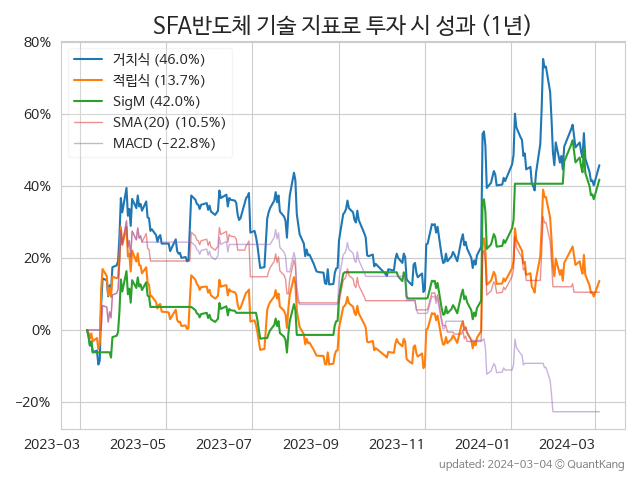 SFA반도체 기술 지표로 투자 시 성과 (1년)
80%
60%
40%
20%
0%
−20%
거치식 (46.0%)
적립식 (13.7%)
SigM (42.0%)
SMA(20) (10.5%)
MACD (−22.8%)
2023-03
2023-05
2023-07
2023-09
2023-11
2024-01
2024-03
updated: 2024-03-04 © QuantKang